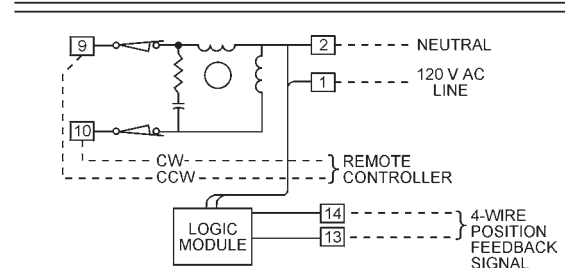 9
2
NEUTRAL
1
120 V AC
LINE
10
CW
CCW
REMOTE
CONTROLLER
LOGIC
MODULE
14
13
4-WIRE
POSITION
FEEDBACK
SIGNAL